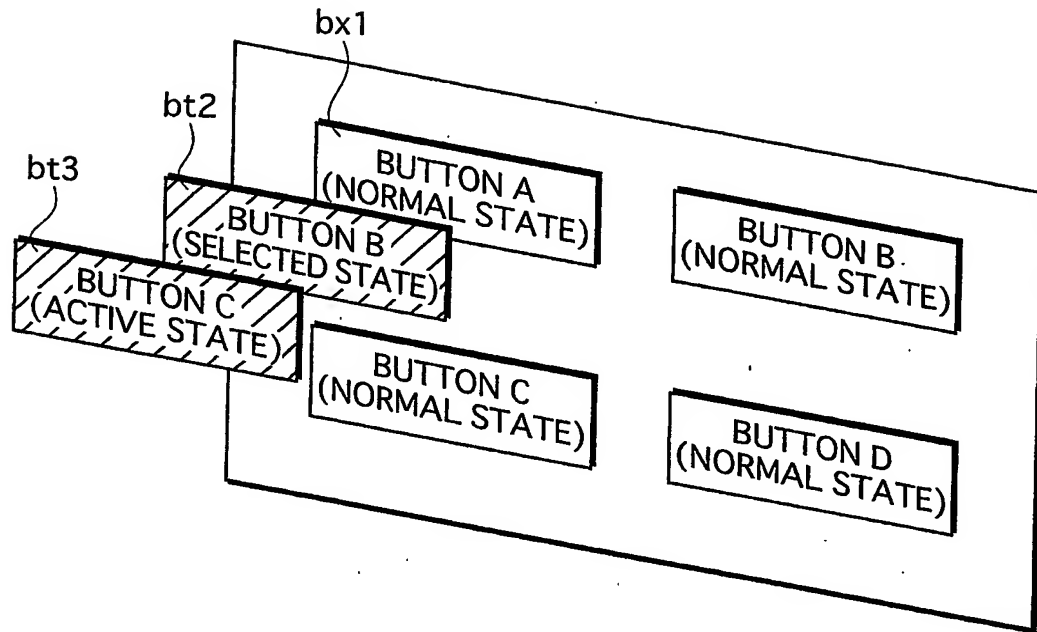 bx1
bt2
bt3
BUTTON A
(NORMAL STATE)
BUTTON B
(SELECTED STATE)
BUTTON C
(ACTIVE STATE)
BUTTON B
(NORMAL STATE)
BUTTON C
(NORMAL STATE)
BUTTON D
(NORMAL STATE)